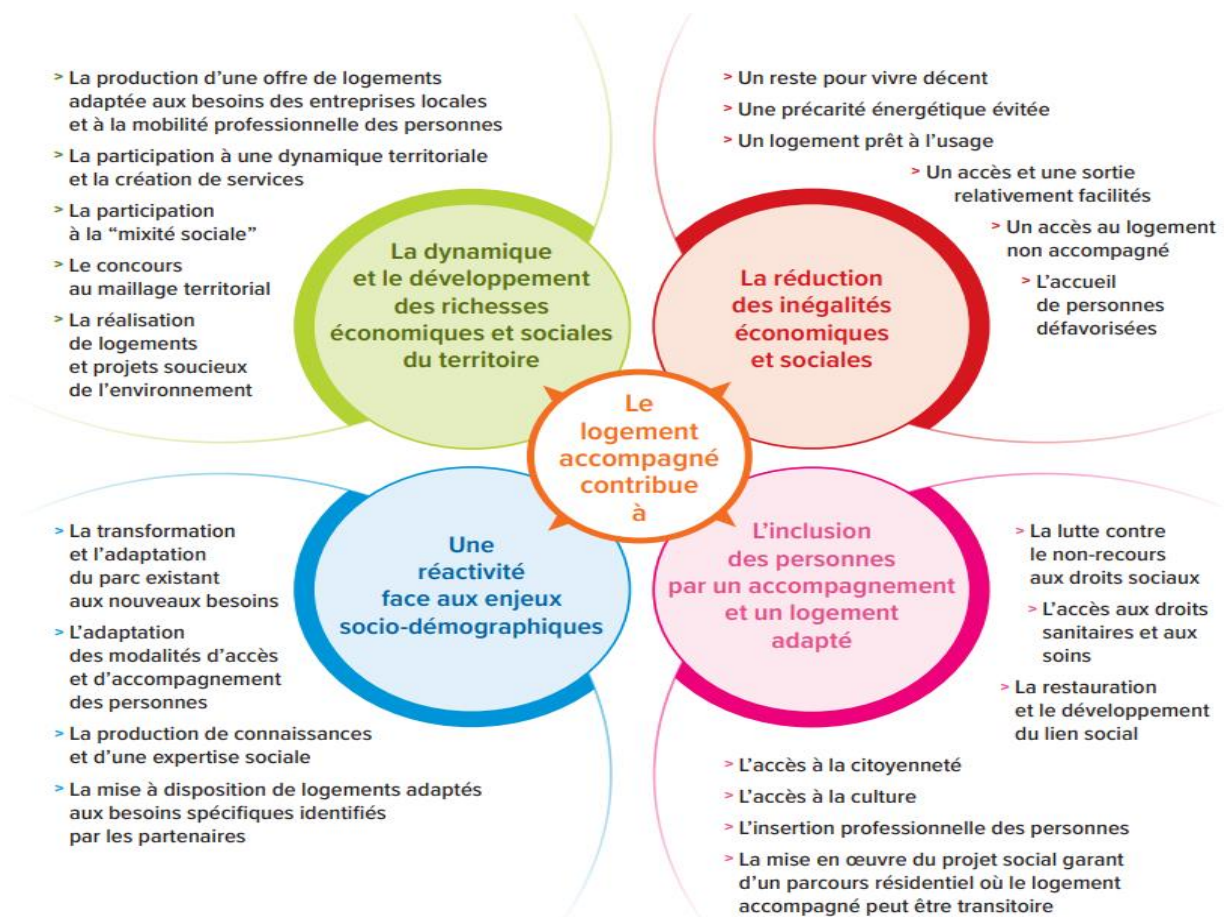 > La production d'une offre de logements
adaptée aux besoins des entreprises locales
et à la mobilité professionnelle des personnes
> La participation à une dynamique territoriale
et la création de services
> La participation
à la “mixité sociale”
> Le concours
au maillage territorial
> La réalisation
de logements
et projets soucieux
de l'environnement
La dynamique
et le développement
des richesses
économiques et sociales
du territoire
> Un reste pour vivre décent
> Une précarité énergétique évitée
> Un logement prêt à l'usage
> Un accès et une sortie
relativement facilités
> Un accès au logement
non accompagné
> L'accueil
de personnes
défavorisées
La réduction
des inégalités
économiques
et sociales
Le
logement
accompagné
contribue
à
> La transformation
et l'adaptation
du parc existant
aux nouveaux besoins
> L'adaptation
des modalités d'accès
et d'accompagnement
des personnes
> La production de connaissances
et d'une expertise sociale
> La mise à disposition de logements adaptés
aux besoins spécifiques identifiés
par les partenaires
Une
réactivité
face aux enjeux
socio-démographiques
L'inclusion
des personnes
par un accompagnement
et un logement
adapté
> La lutte contre
le non-recours
aux droits sociaux
> L'accès aux droits
sanitaires et aux
soins
> La restauration
et le développement
du lien social
> L'accès à la citoyenneté
> L'accès à la culture
> L'insertion professionnelle des personnes
> La mise en œuvre du projet social garant
d'un parcours résidentiel où le logement
accompagné peut être transitoire